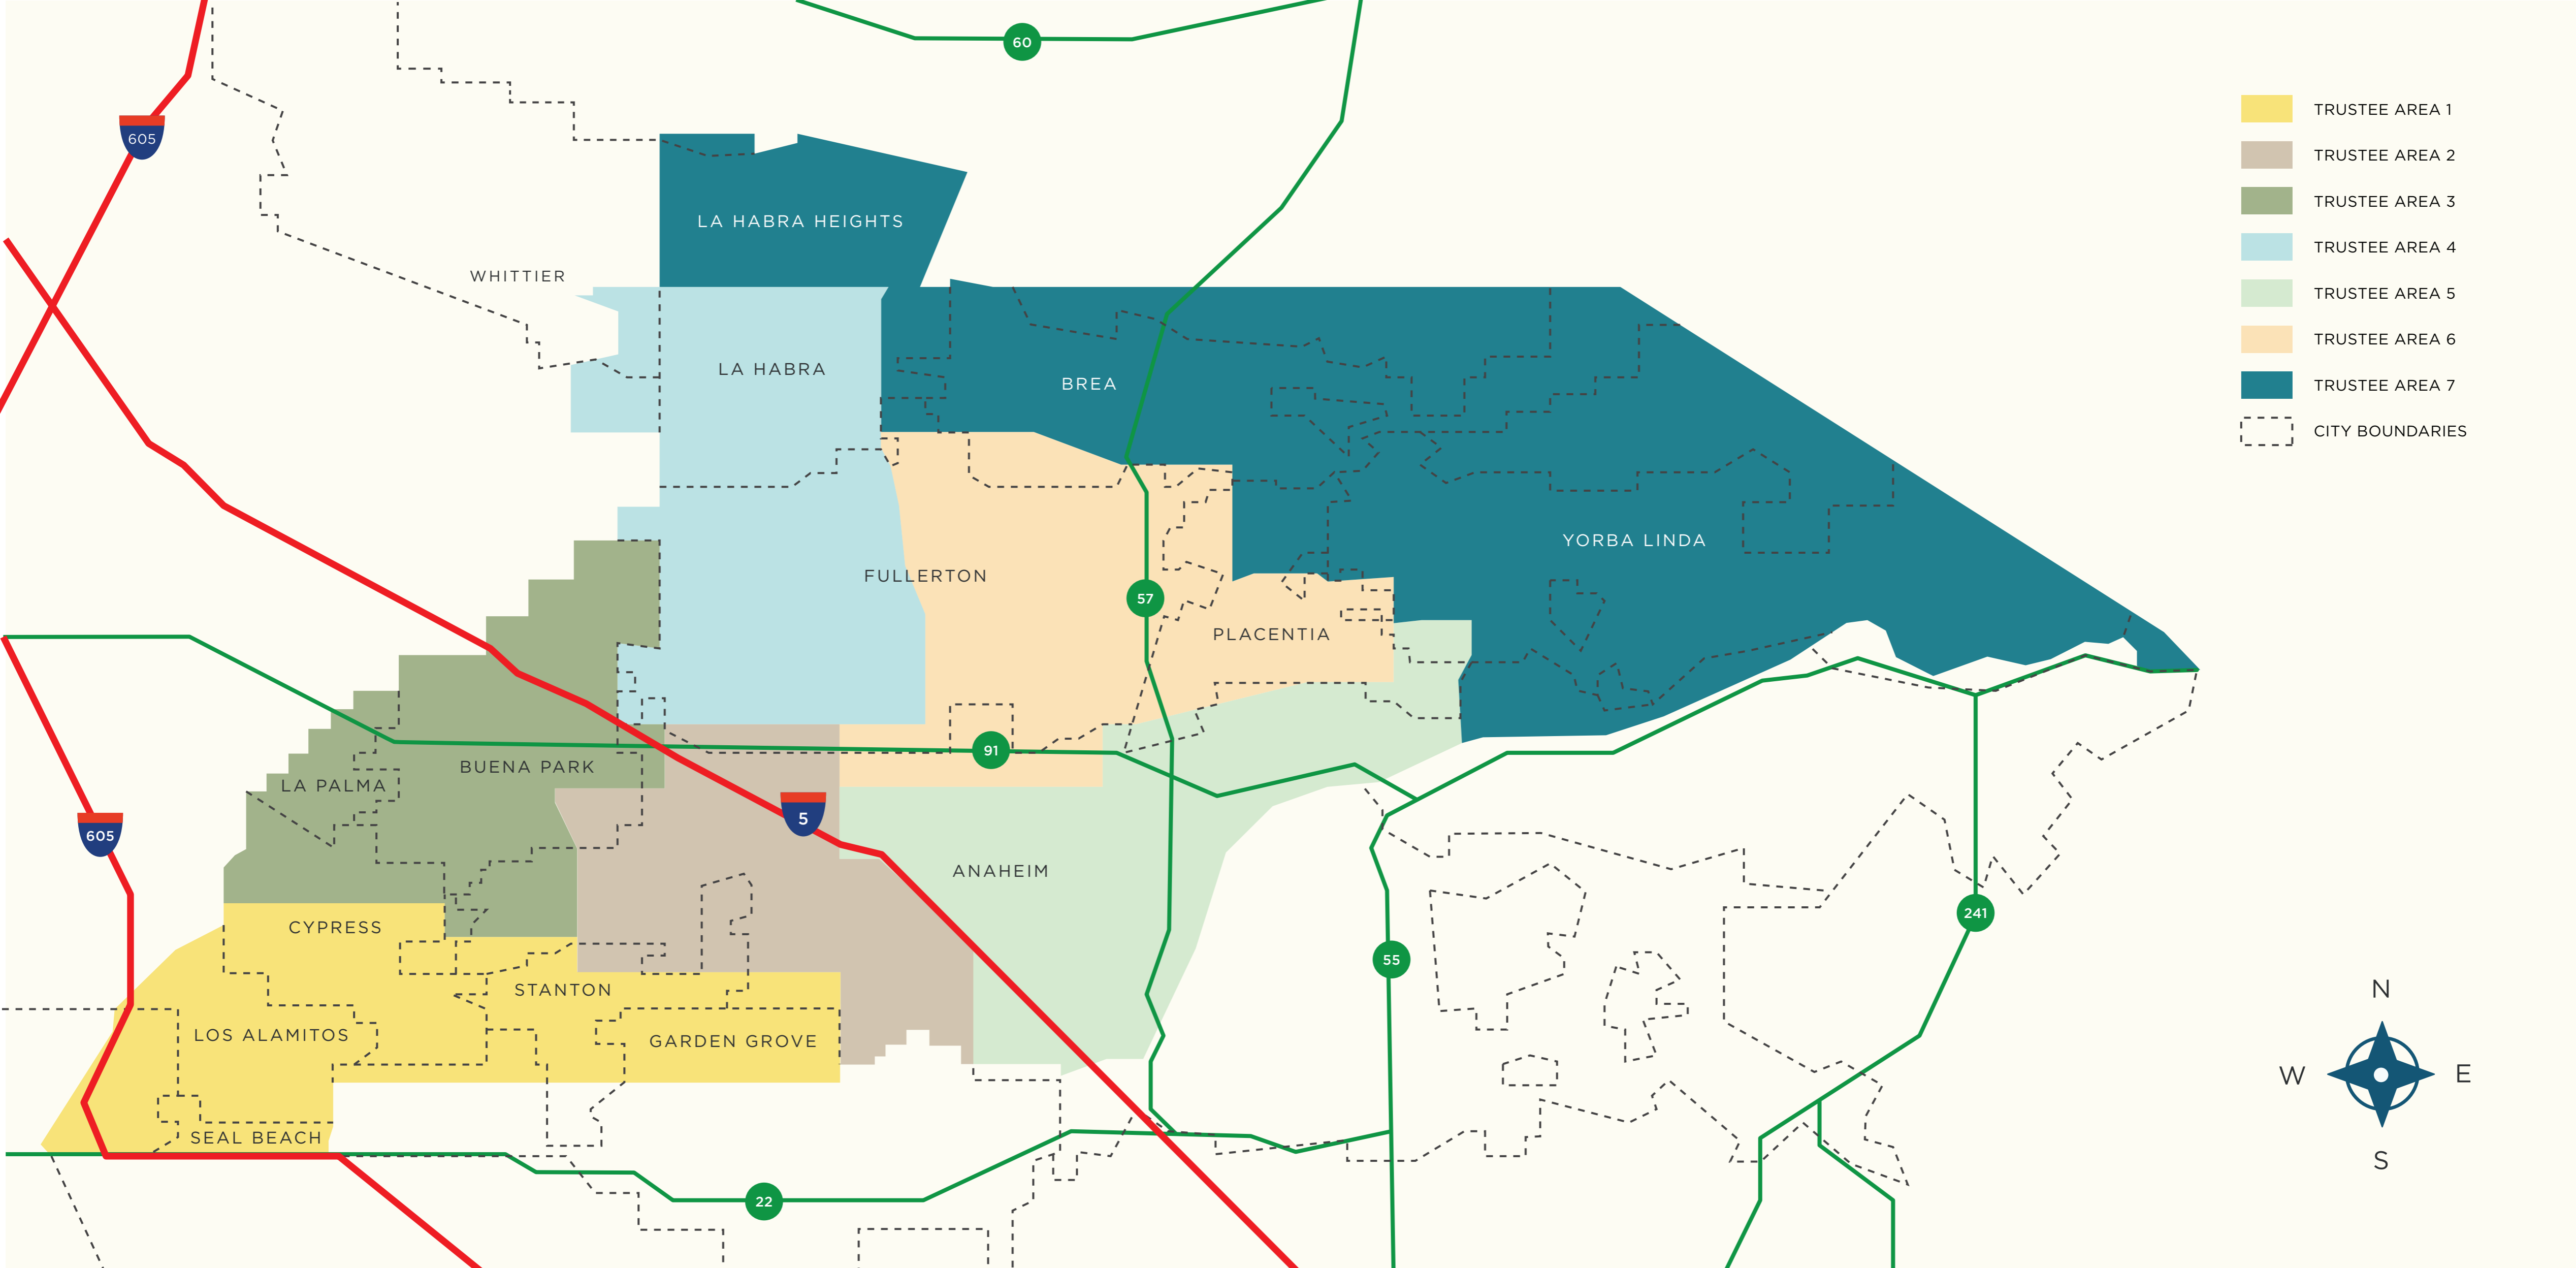 60
605
LA HABRA HEIGHTS
WHITTIER
LA HABRA
BREA
YORBA LINDA
FULLERTON
57
PLACENTIA
91
BUENA PARK
LA PALMA
5
605
ANAHEIM
241
CYPRESS
55
STANTON
LOS ALAMITOS
GARDEN GROVE
SEAL BEACH
22
TRUSTEE AREA 1
TRUSTEE AREA 2
TRUSTEE AREA 3
TRUSTEE AREA 4
TRUSTEE AREA 5
TRUSTEE AREA 6
TRUSTEE AREA 7
CITY BOUNDARIES
N
W
E
S